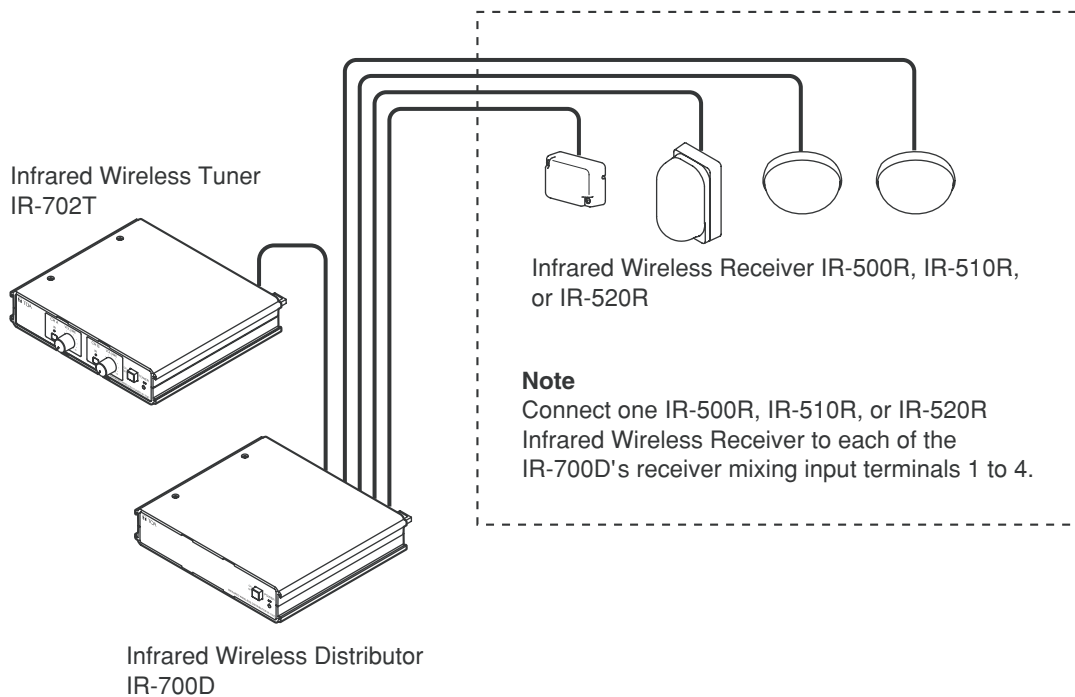 Infrared Wireless Tuner
IR-702T
Infrared Wireless Receiver IR-500R, IR-510R,
or IR-520R
Note
Connect one IR-500R, IR-510R, or IR-520R
Infrared Wireless Receiver to each of the
IR-700D's receiver mixing input terminals 1 to 4.
Infrared Wireless Distributor
IR-700D